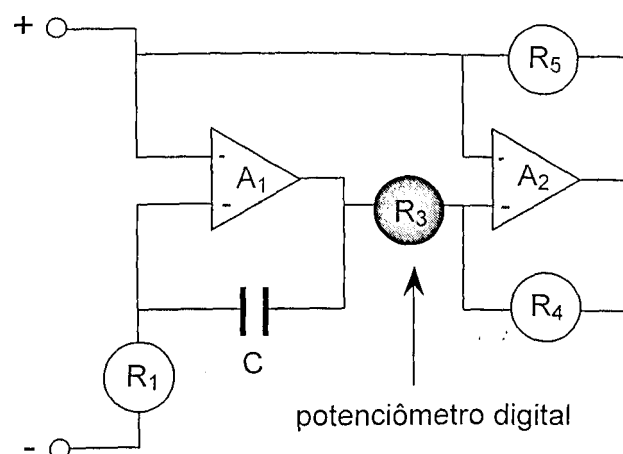 +
R5
-
A1
-
-
A2
-
R3
R4
C
R1
potenciômetro digital
-